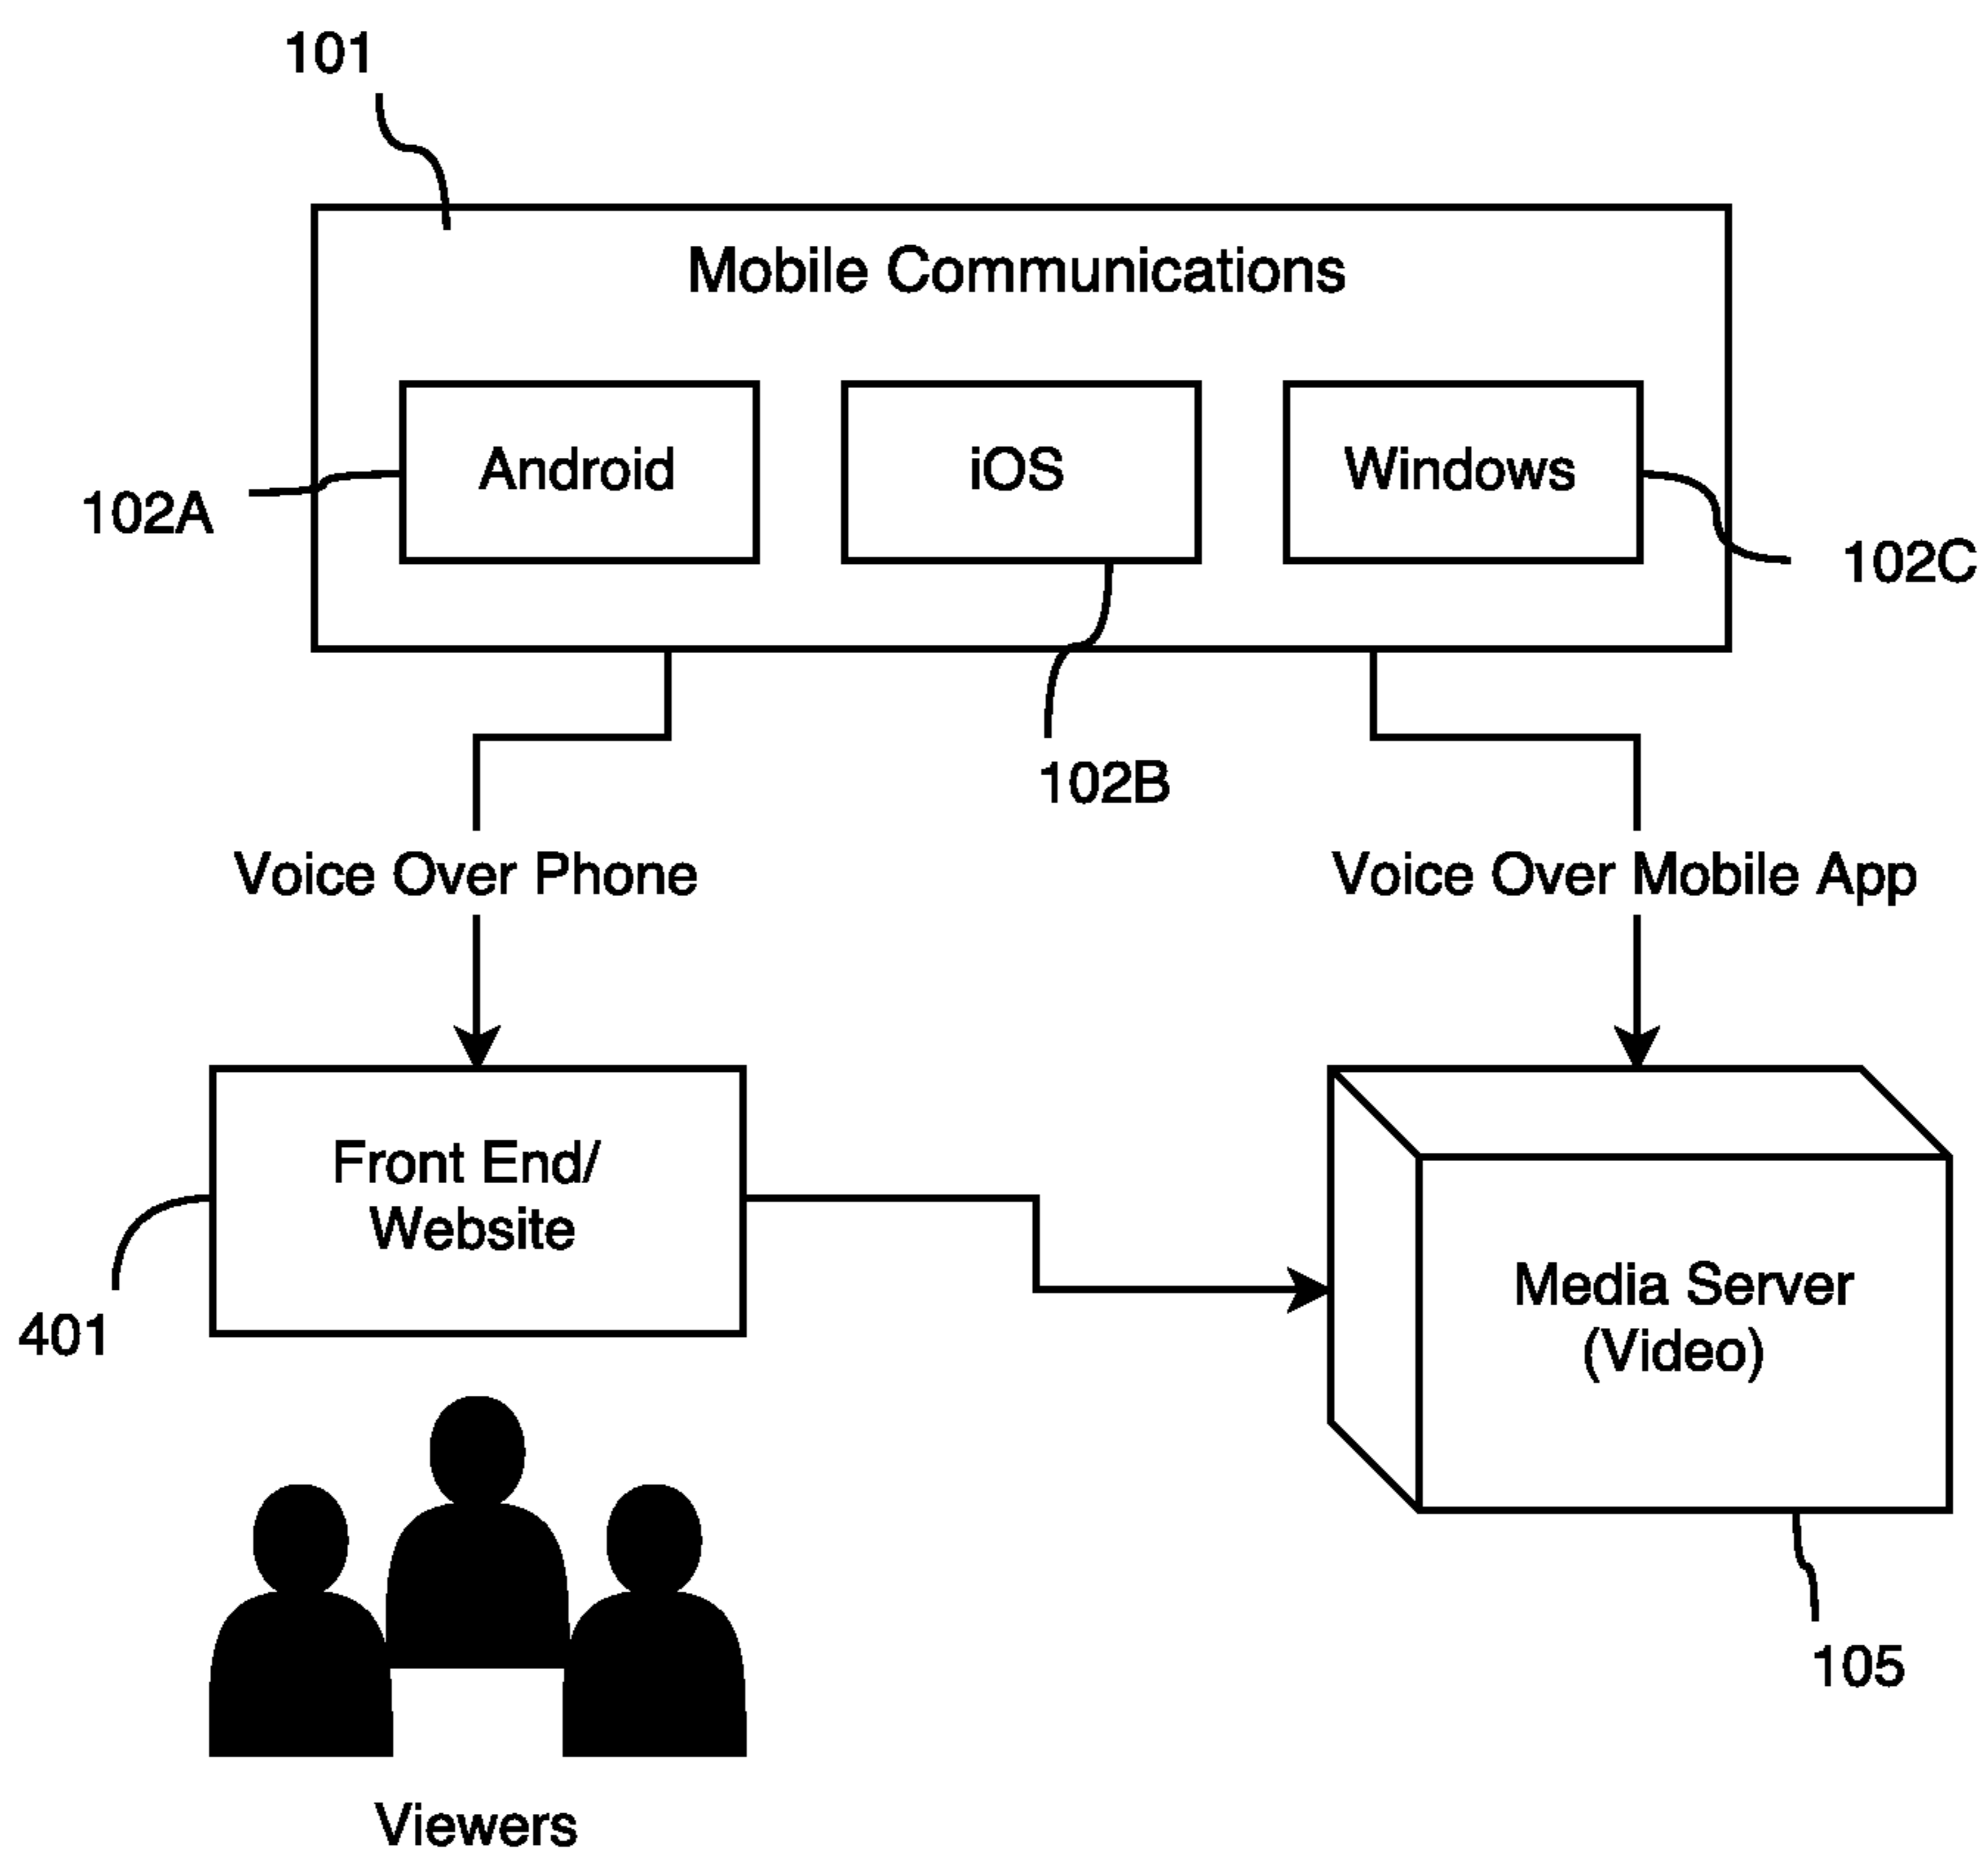 101
Mobile Communications
Android
iOS
Windows
102A
102C
102B
Voice Over Phone
Voice Over Mobile App
Front End/
Website
401
Media Server
(Video)
105
Viewers